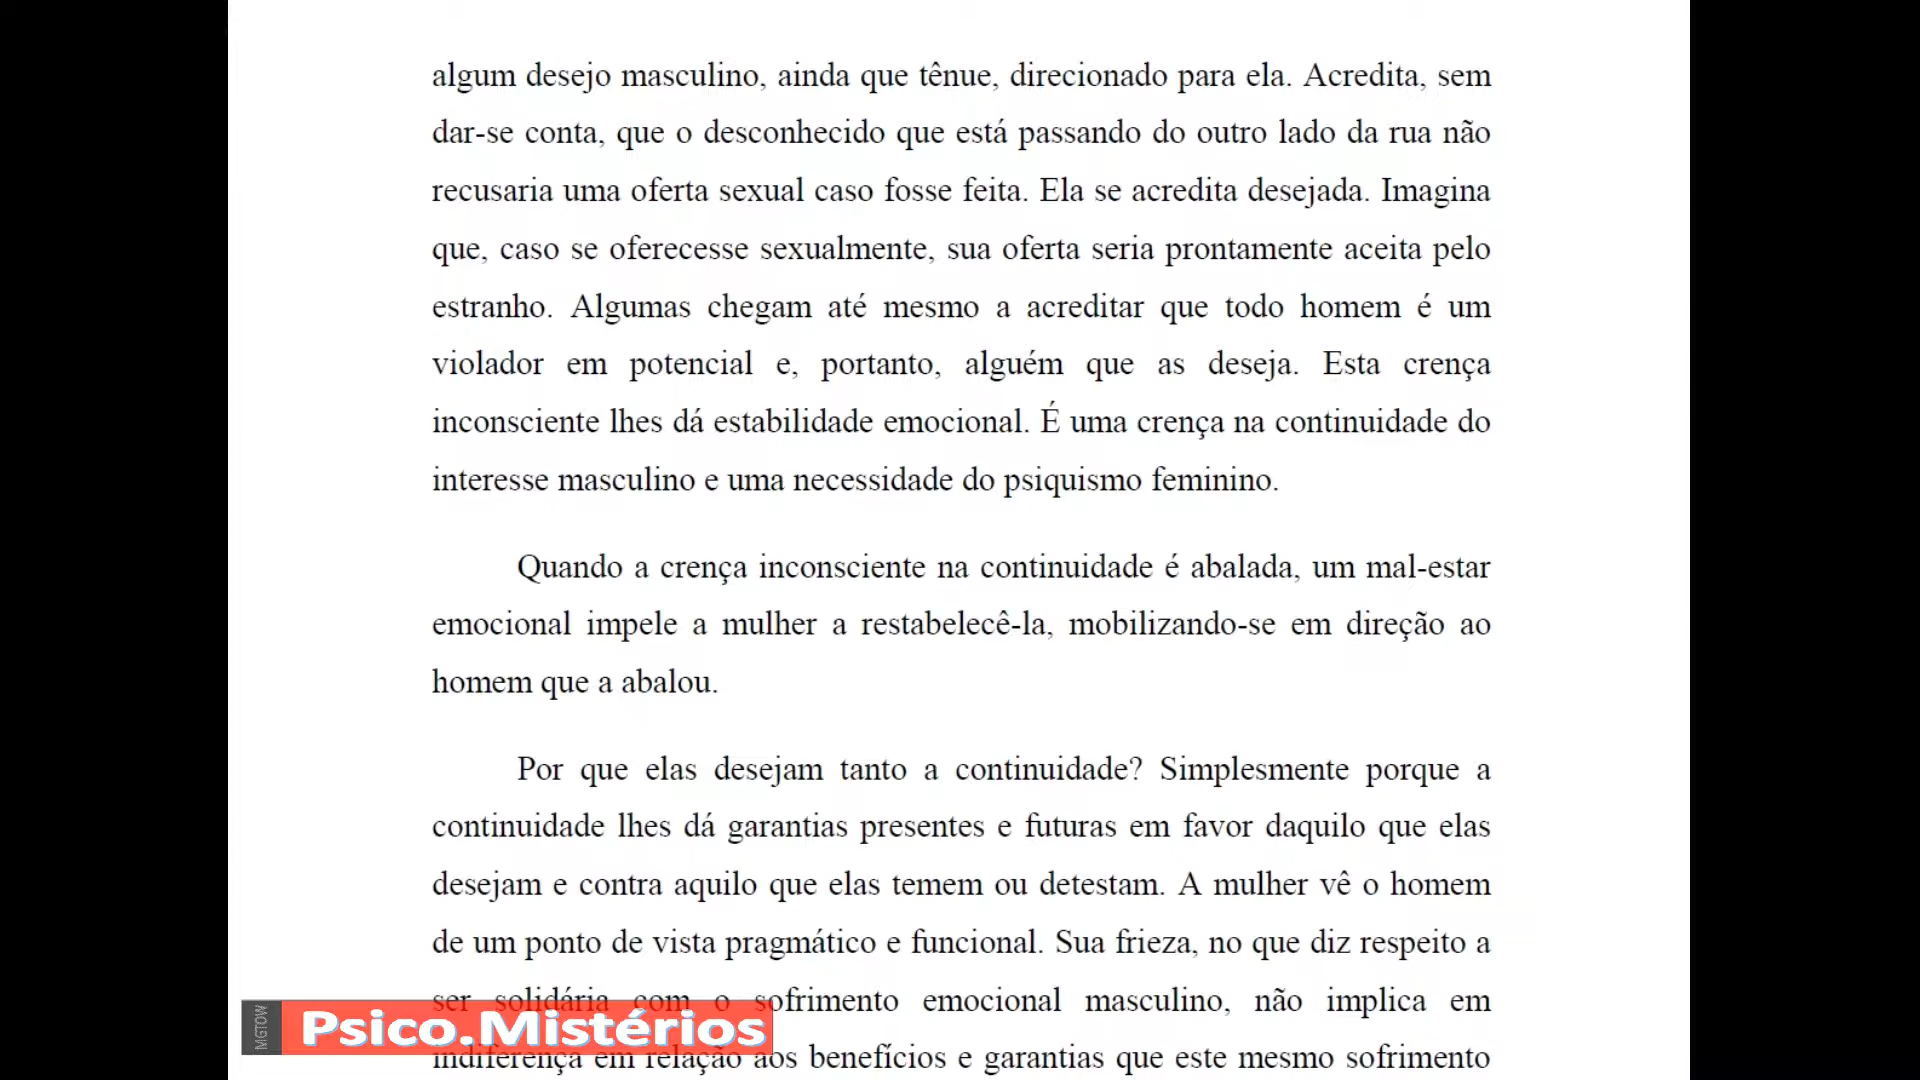 algum desejo masculino, ainda que tênue, direcionado para ela. Acredita, sem
dar-se conta, que o desconhecido que está passando do outro lado da rua não
recusaria uma oferta sexual caso fosse feita. Ela se acredita desejada. Imagina
que, caso se oferecesse sexualmente, sua oferta seria prontamente aceita pelo
estranho. Algumas chegam até mesmo a acreditar que todo homem é um
violador em potencial e, portanto, alguém que as deseja. Esta crença
inconsciente lhes dá estabilidade emocional. É uma crença na continuidade do
interesse masculino e uma necessidade do psiquismo feminino.
Quando a crença inconsciente na continuidade é abalada, um mal-estar
emocional impele a mulher a restabelecê-la, mobilizando-se em direção ao
homem que a abalou.
Por que elas desejam tanto a continuidade? Simplesmente porque a
continuidade lhes dá garantias presentes e futuras em favor daquilo que elas
desejam e contra aquilo que elas temem ou detestam. A mulher vê o homem
de um ponto de vista pragmático e funcional. Sua frieza, no que diz respeito a
ser solidária com o sofrimento emocional masculino, não implica em
indiferença em relação aos benefícios e garantias que este mesmo sofrimento
MGTOW
Psico.Mistérios